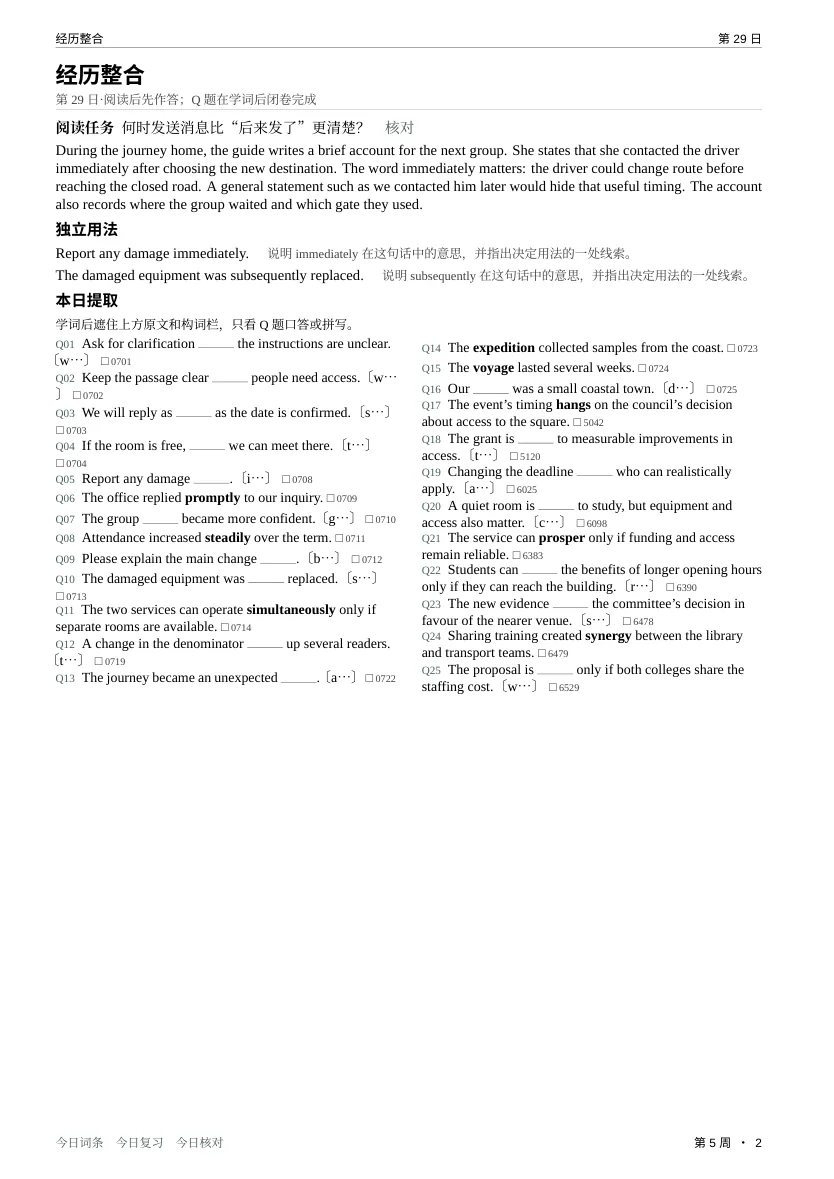 经历整合
第 29 日
经历整合
第 29 日·阅读后先作答；Q 题在学词后闭卷完成
阅读任务 何时发送消息比“后来发了”更清楚？ 核对
During the journey home, the guide writes a brief account for the next group. She states that she contacted the driver
immediately after choosing the new destination. The word immediately matters: the driver could change route before
reaching the closed road. A general statement such as we contacted him later would hide that useful timing. The account
also records where the group waited and which gate they used.
独立用法
Report any damage immediately. 说明 immediately 在这句话中的意思，并指出决定用法的一处线索。
The damaged equipment was subsequently replaced. 说明 subsequently 在这句话中的意思，并指出决定用法的一处线索。
本日提取
学词后遮住上方原文和构词栏，只看 Q 题口答或拼写。
Q01 Ask for clarification _____ the instructions are unclear.
〔w···〕 □ 0701
Q02 Keep the passage clear _____ people need access.〔w···
〕 □ 0702
Q03 We will reply as _____ as the date is confirmed.〔s···〕
□ 0703
Q04 If the room is free, _____ we can meet there.〔t···〕
□ 0704
Q05 Report any damage _____.〔i···〕 □ 0708
Q06 The office replied promptly to our inquiry. □ 0709
Q07 The group _____ became more confident.〔g···〕 □ 0710
Q08 Attendance increased steadily over the term. □ 0711
Q09 Please explain the main change _____.〔b···〕 □ 0712
Q10 The damaged equipment was _____ replaced.〔s···〕
□ 0713
Q11 The two services can operate simultaneously only if
separate rooms are available. □ 0714
Q12 A change in the denominator _____ up several readers.
〔t···〕 □ 0719
Q13 The journey became an unexpected _____.〔a···〕 □ 0722
Q14 The expedition collected samples from the coast. □ 0723
Q15 The voyage lasted several weeks. □ 0724
Q16 Our _____ was a small coastal town.〔d···〕 □ 0725
Q17 The event’s timing hangs on the council’s decision
about access to the square. □ 5042
Q18 The grant is _____ to measurable improvements in
access.〔t···〕 □ 5120
Q19 Changing the deadline _____ who can realistically
apply.〔a···〕 □ 6025
Q20 A quiet room is _____ to study, but equipment and
access also matter.〔c···〕 □ 6098
Q21 The service can prosper only if funding and access
remain reliable. □ 6383
Q22 Students can _____ the benefits of longer opening hours
only if they can reach the building.〔r···〕 □ 6390
Q23 The new evidence _____ the committee’s decision in
favour of the nearer venue.〔s···〕 □ 6478
Q24 Sharing training created synergy between the library
and transport teams. □ 6479
Q25 The proposal is _____ only if both colleges share the
staffing cost.〔w···〕 □ 6529
今日词条 今日复习 今日核对
第 5 周 · 2